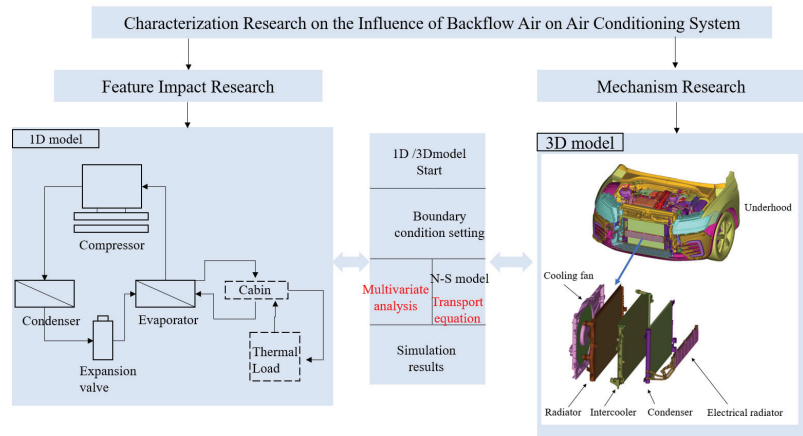 Characterization Research on the Influence of Backflow Air on Air Conditioning System
Feature Impact Research
Mechanism Research
1D model
Compressor
Condenser
Expansion
valve
Evaporator
Cabin
Thermal
Load
1D /3Dmodel
Start
Boundary
condition setting
Multivariate
analysis
N-S model
Transport
equation
Simulation
results
3D model
Underhood
Cooling fan
Radiator
Intercooler
Condenser
Electrical radiator